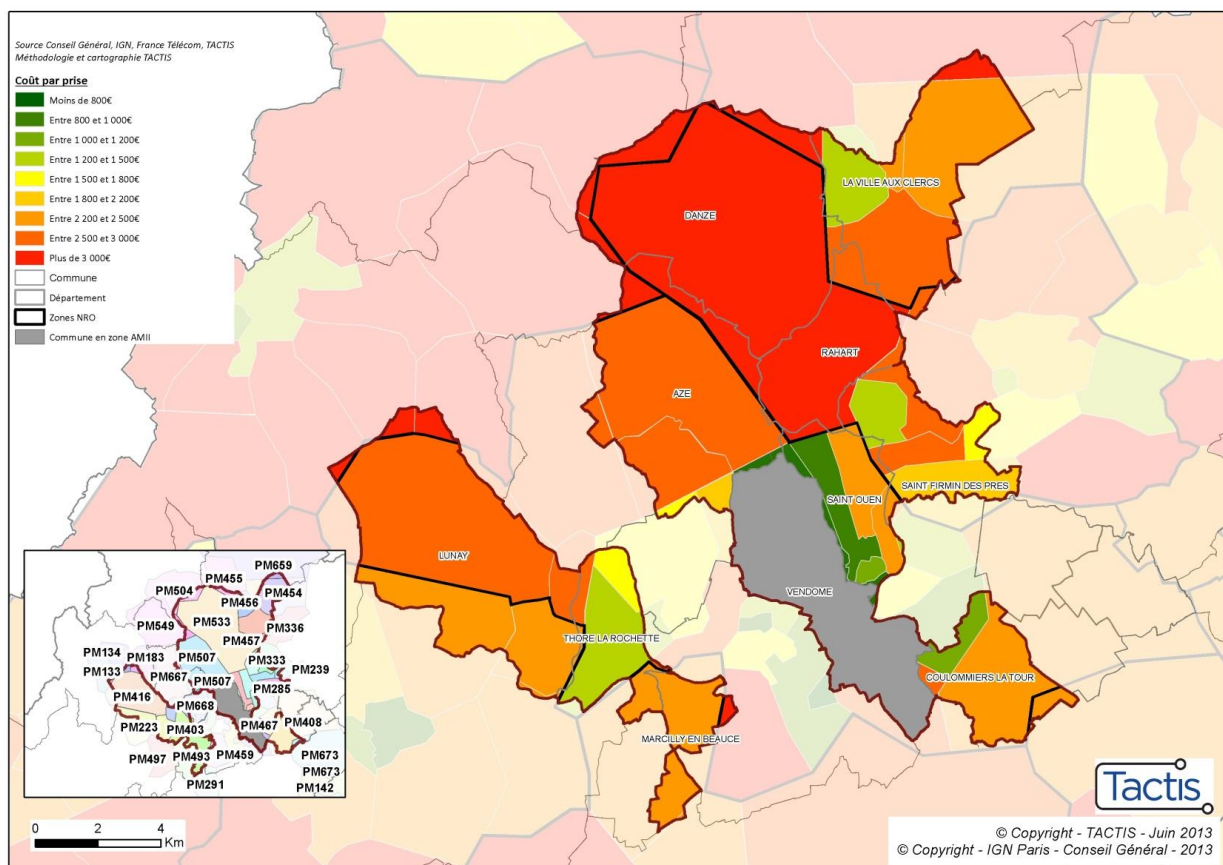 Source Conseil Général, IGN, France Télécom, TACTIS
Méthodologie et cartographie TACTIS
Coût par prise
Moins de 800€
Entre 800 et 1 000€
Entre 1 000 et 1 200€
Entre 1 200 et 1 500€
Entre 1 500 et 1 800€
Entre 1 800 et 2 200€
Entre 2 200 et 2 500€
Entre 2 500 et 3 000€
Plus de 3 000€
Commune
Département
Zones NRO
Commune en zone AMII
LA VILLE AUX CLERCS
DANZE
RAHART
AZE
SAINT FIRMIN DES PRES
SAINT OUEN
LUNAY
VENDOME
THORE LA ROCHETTE
COULOMMIERS LA TOUR
MARCILLY EN BEAUCE
PM659
PM455
PM504
PM456
PM454
PM533
PM549
PM336
PM457
PM134
PM183
PM507
PM333
PM133
PM667
PM507
PM239
PM416
PM285
PM668
PM467
PM408
PM223
PM403
PM497
PM493
PM459
PM673
PM673
PM291
PM142
0 2 4
Km
Tactis
© Copyright - TACTIS - Juin 2013
© Copyright - IGN Paris - Conseil Général - 2013